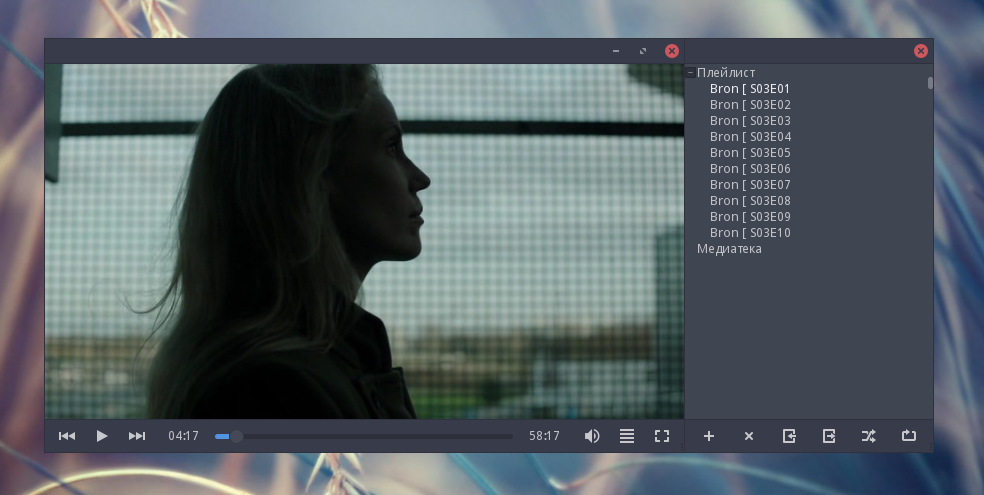 Плейлист
Bron [ S03E01
Bron [ S03E02
Bron [ S03E03
Bron [ S03E04
Bron [ S03E05
Bron [ S03E06
Bron [ S03E07
Bron [ S03E08
Bron [ S03E09
Bron [ S03E10
Медиатека
04:17
58:17